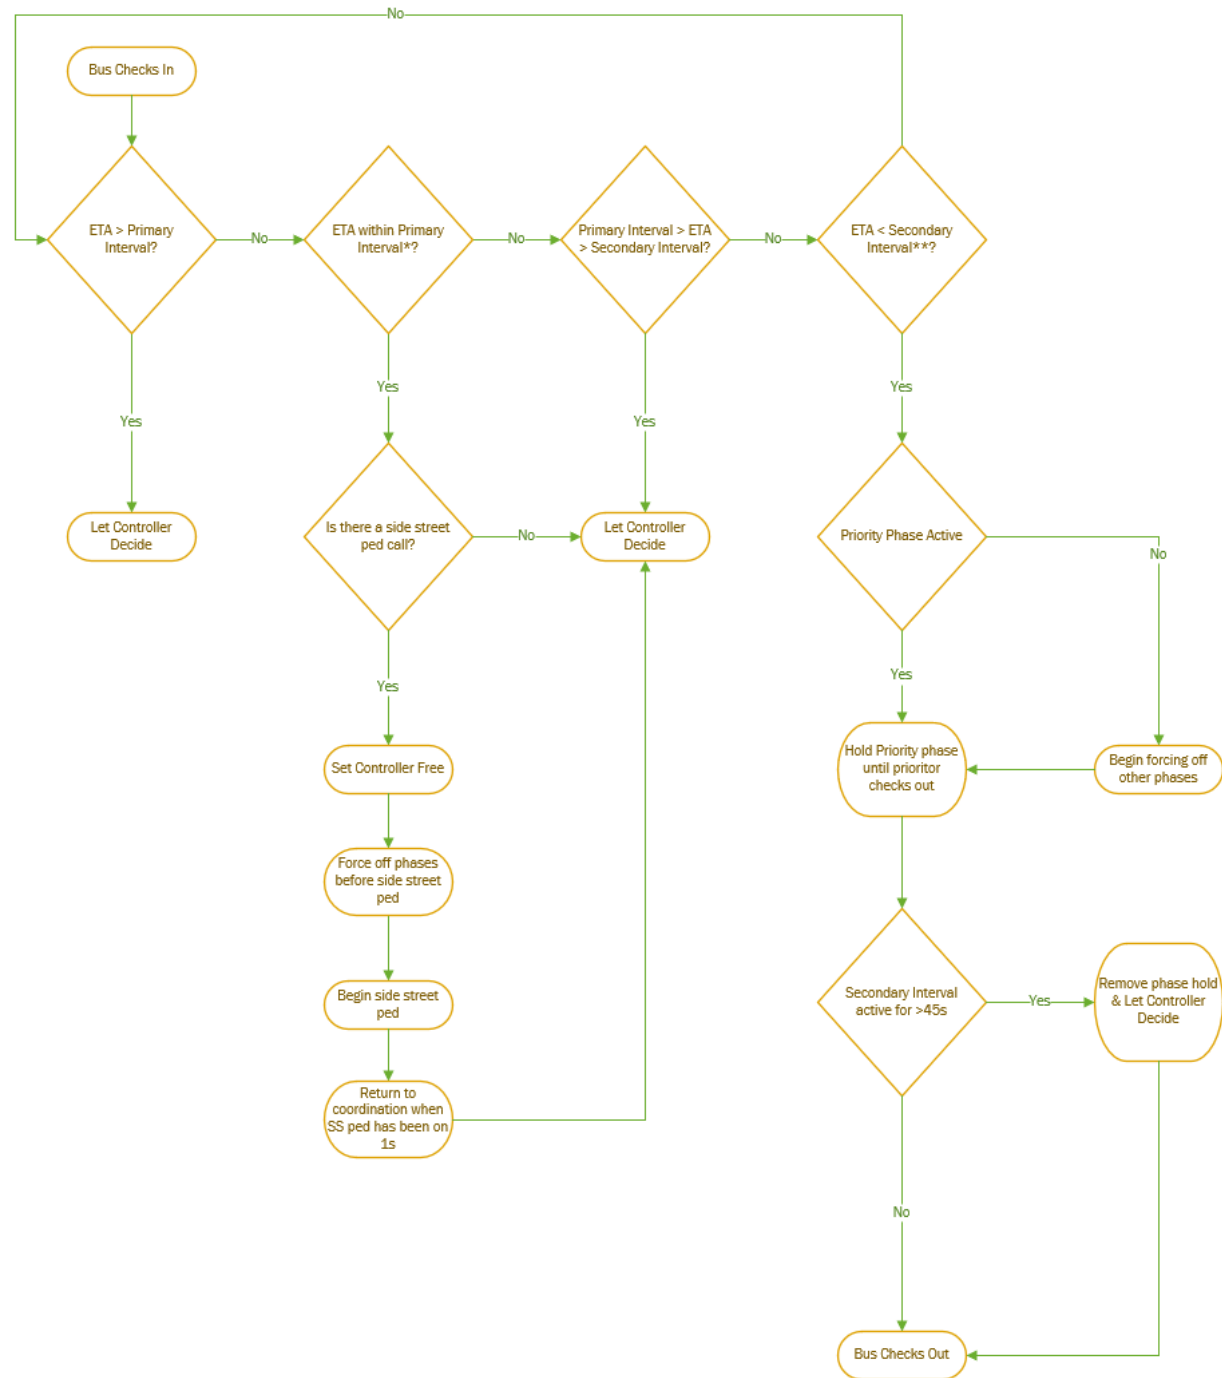 No
Bus Checks In
ETA > Primary
Interval?
No
ETA within Primary
Interval*?
No
Primary Interval > ETA
> Secondary Interval?
No
ETA < Secondary
Interval**?
Yes
Yes
Yes
Yes
Let Controller
Decide
Is there a side street
ped call?
No
Let Controller
Decide
Priority Phase Active
No
Yes
Yes
Set Controller Free
Hold Priority phase
until prioritor
checks out
Begin forcing off
other phases
Force off phases
before side street
ped
Begin side street
ped
Secondary Interval
active for >45s
Yes
Remove phase hold
& Let Controller
Decide
Return to
coordination when
SS ped has been on
1s
No
Bus Checks Out